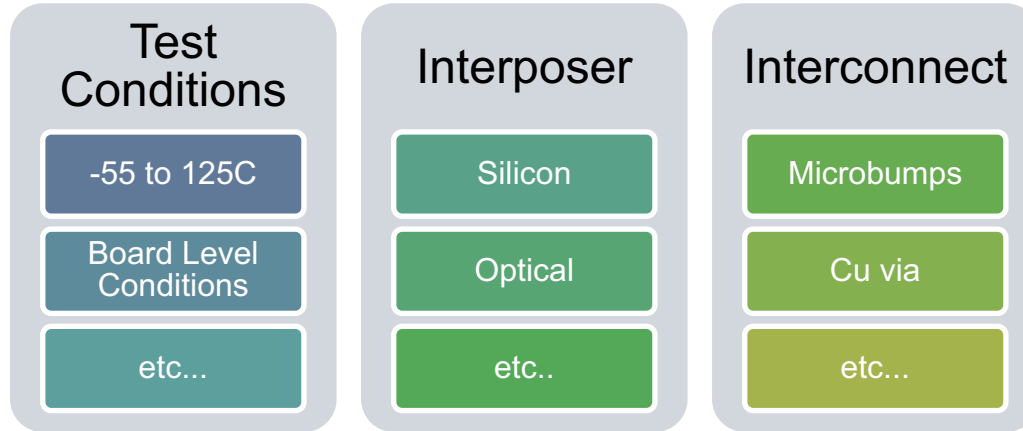 Test
Conditions
-55 to 125C
Board Level
Conditions
etc...
Interposer
Silicon
Optical
etc..
Interconnect
Microbumps
Cu via
etc...